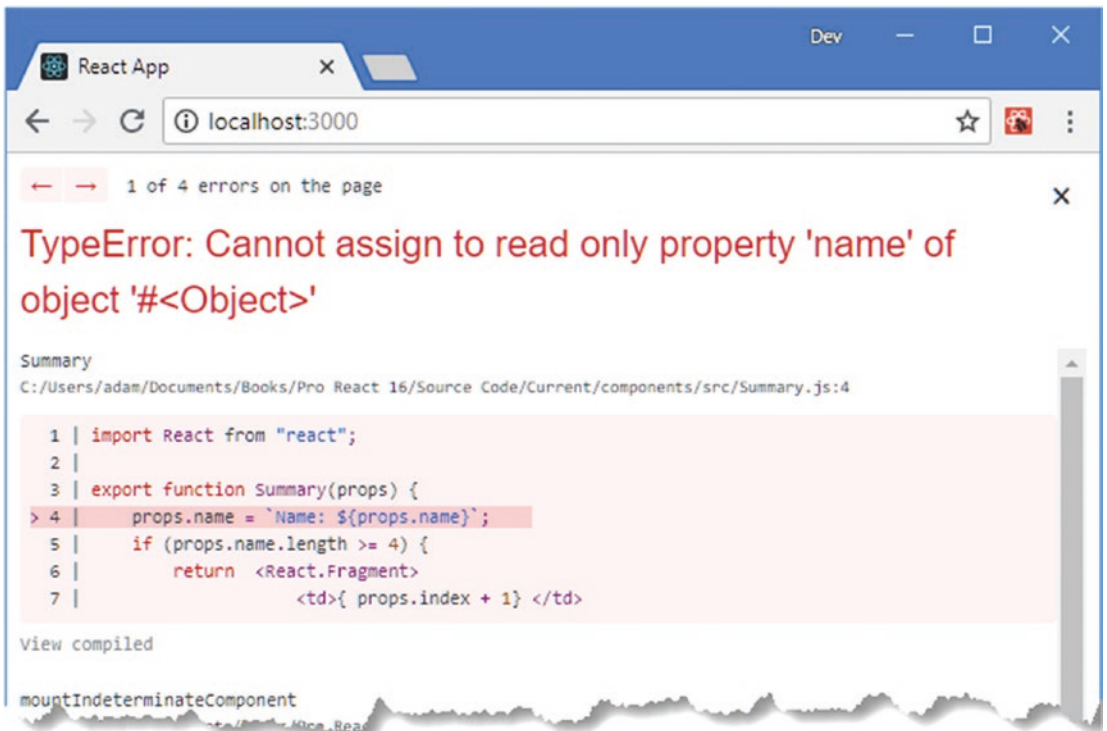 Dev
React App
localhost:3000
← → 1 of 4 errors on the page
TypeError: Cannot assign to read only property 'name' of
object '#<Object>'
Summary
C:/Users/adam/Documents/Books/Pro React 16/Source Code/Current/components/src/Summary.js:4
1 | import React from "react";
2 |
3 | export function Summary(props) {
> 4 |     props.name = `Name: ${props.name}`;
5 |     if (props.name.length >= 4) {
6 |         return  <React.Fragment>
7 |                     <td>{ props.index + 1} </td>
View compiled
mountIndeterminateComponent